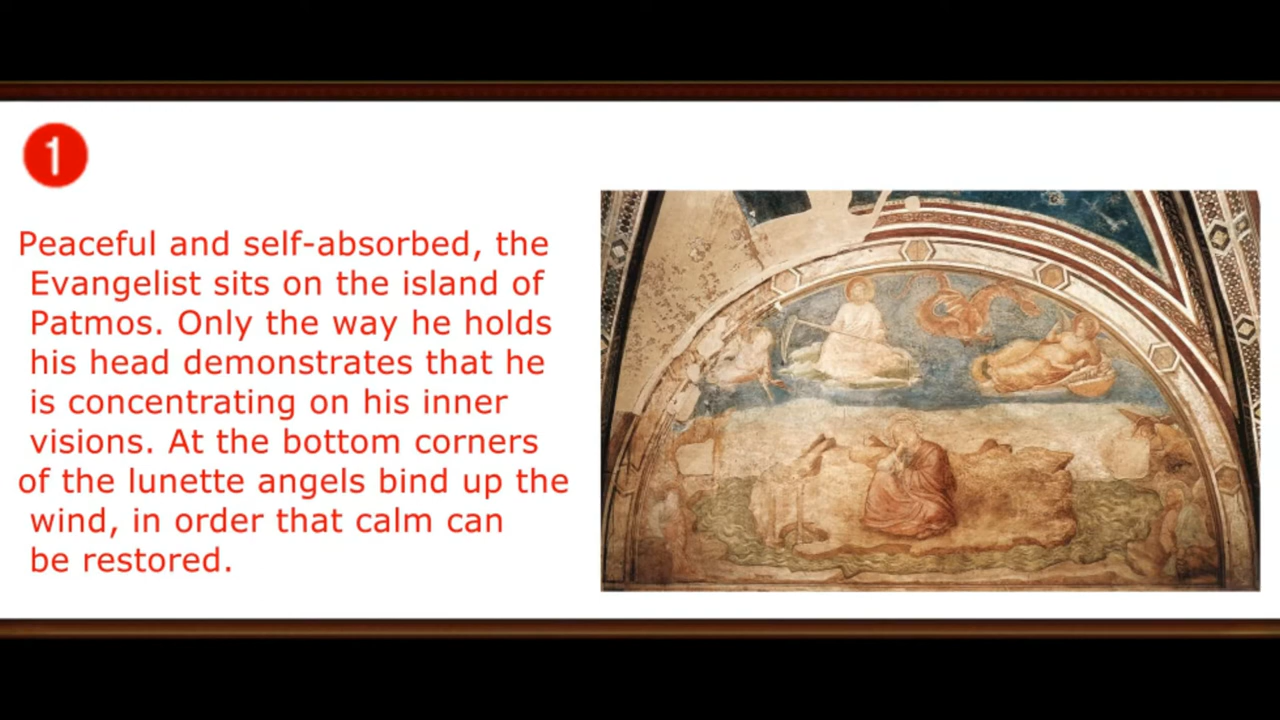 1
Peaceful and self-absorbed, the
Evangelist sits on the island of
Patmos. Only the way he holds
his head demonstrates that he
is concentrating on his inner
visions. At the bottom corners
of the lunette angels bind up the
wind, in order that calm can
be restored.